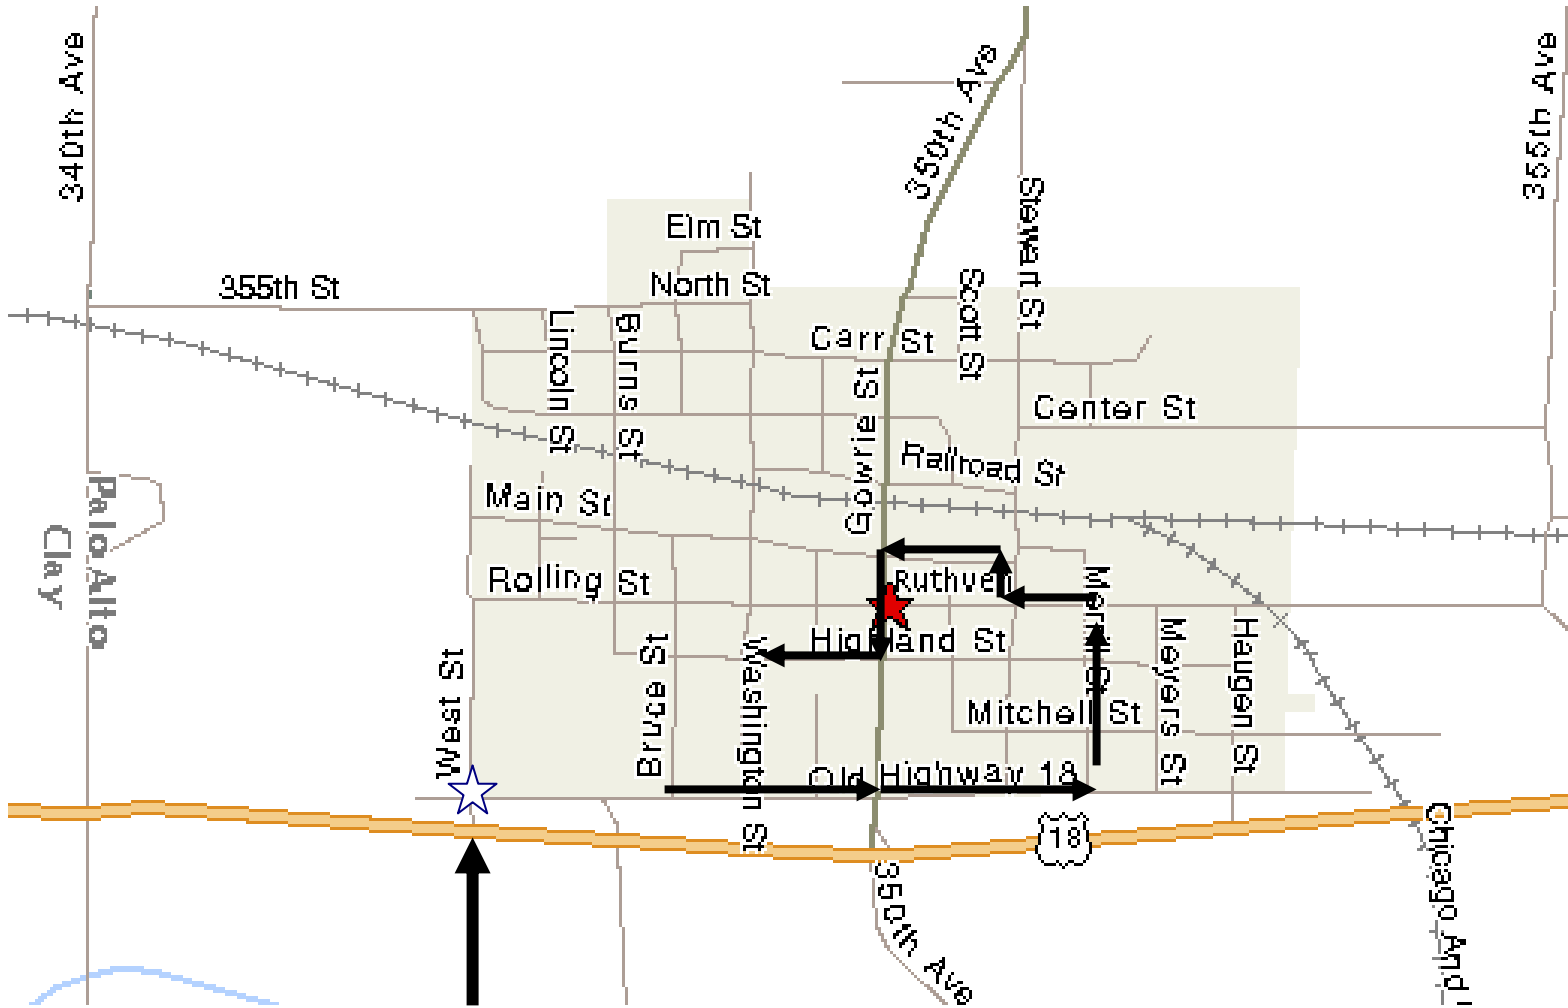 340th Ave
350th Ave
355th Ave
Stewart St
Elm St
North St
355th St
Scott St
Lincoln St
Burns St
Carr St
Gowrie St
Center St
Railroad St
Main St
Palo Alto
Clay
Rolling St
Ruthven
Highland St
Meyers St
Haugen St
West St
Bruce St
Washington St
Mitchell St
Old Highway 18
18
350th Ave
Chicago And